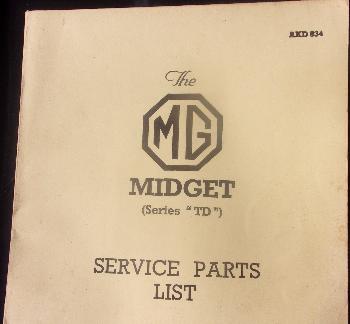 AKD 834
The
MG
MIDGET
(Series "TD")
SERVICE PARTS
LIST